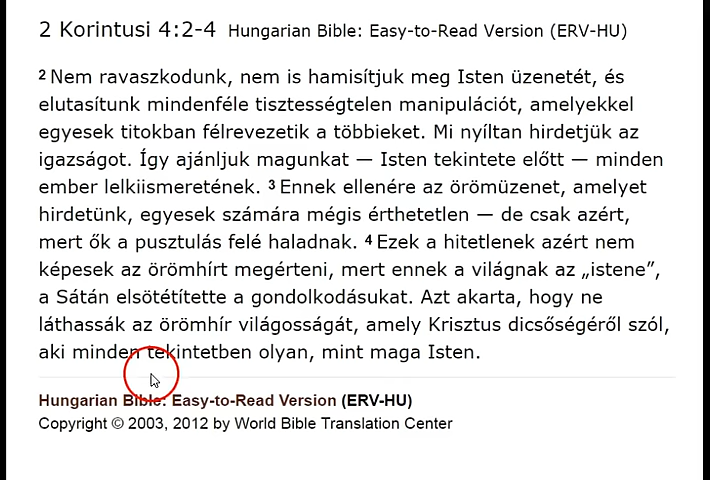 2 Korintusi 4:2-4 Hungarian Bible: Easy-to-Read Version (ERV-HU)
2 Nem ravaszkodunk, nem is hamisítjuk meg Isten üzenetét, és
elutasítunk mindenféle tisztességtelen manipulációt, amelyekkel
egyesek titokban félrevezetik a többieket. Mi nyíltan hirdetjük az
igazságot. Így ajánljuk magunkat — Isten tekintete előtt — minden
ember lelkiismeretének. 3 Ennek ellenére az örömüzenet, amelyet
hirdetünk, egyesek számára mégis érthetetlen — de csak azért,
mert ők a pusztulás felé haladnak. 4 Ezek a hitetlenek azért nem
képesek az örömhírt megérteni, mert ennek a világnak az „istene”,
a Sátán elsötétítette a gondolkodásukat. Azt akarta, hogy ne
láthassák az örömhír világosságát, amely Krisztus dicsőségéről szól,
aki minden tekintetben olyan, mint maga Isten.
Hungarian Bible: Easy-to-Read Version (ERV-HU)
Copyright © 2003, 2012 by World Bible Translation Center